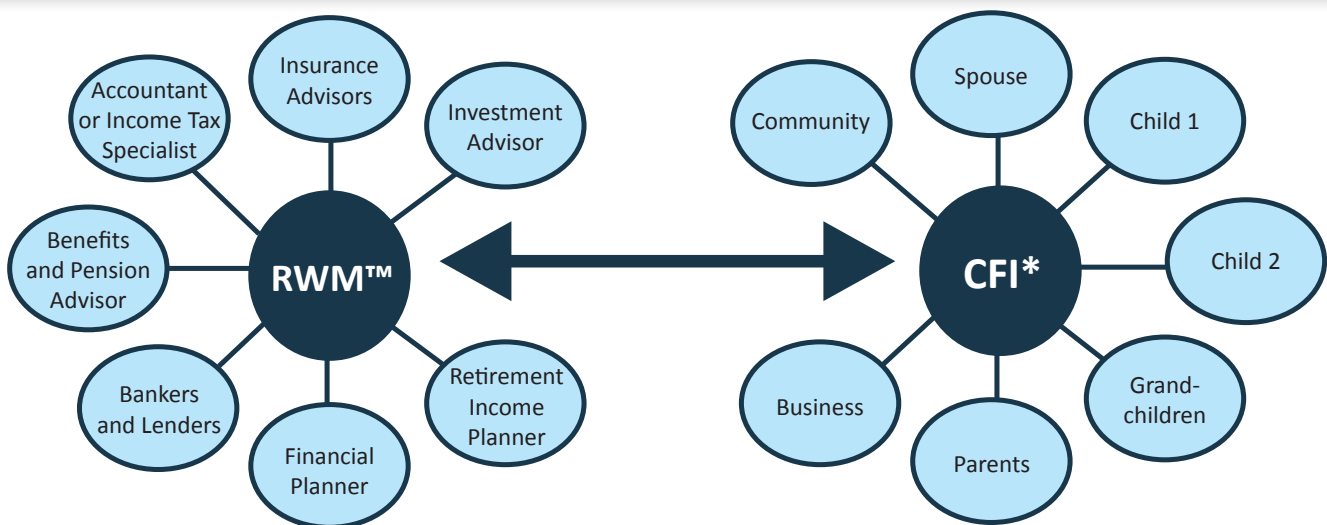 Insurance
Advisors
Accountant
or Income Tax
Specialist
Investment
Advisor
Benefits
and Pension
Advisor
RWM™
Bankers
and Lenders
Financial
Planner
Retirement
Income
Planner
Spouse
Community
Child 1
Child 2
CFI*
Grand-
children
Business
Parents